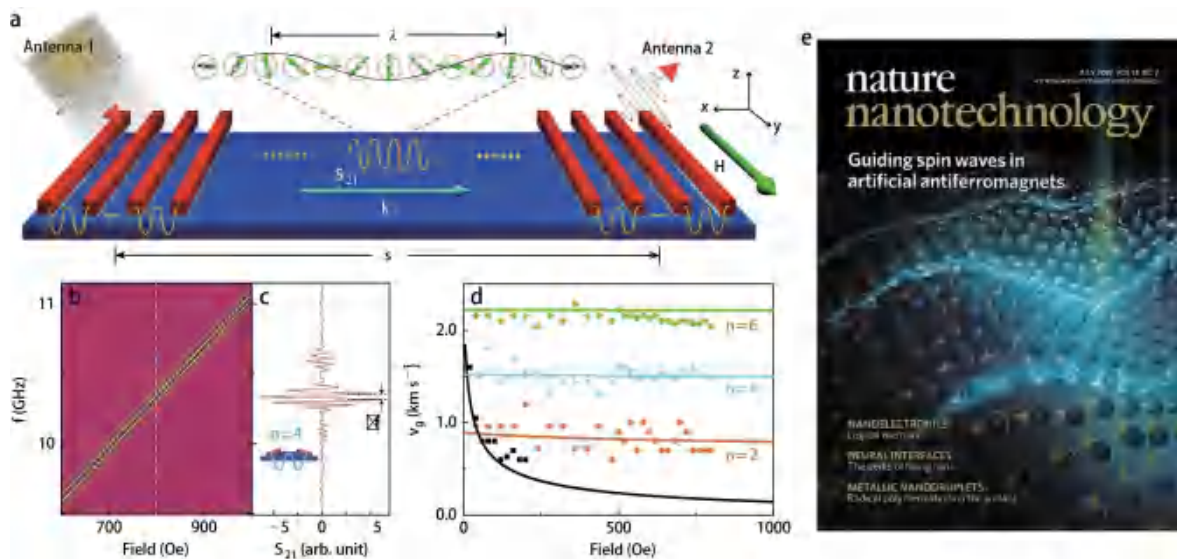 a
Antenna 1
λ
Antenna 2
z
x
y
H
S21
k
s
b
11
10
f (GHz)
700
900
Field (Oe)
c
n=4
-5
0
5
S21 (arb. unit)
d
2.0
1.0
0.0
vg (km s-1)
n=6
n=2
0
500
1000
Field (Oe)
e
nature
nanotechnology
Guiding spin waves in
artificial antiferromagnets
NANOELECTRONICS
NEURAL INTERFACES
METALLIC NANODROPLETS